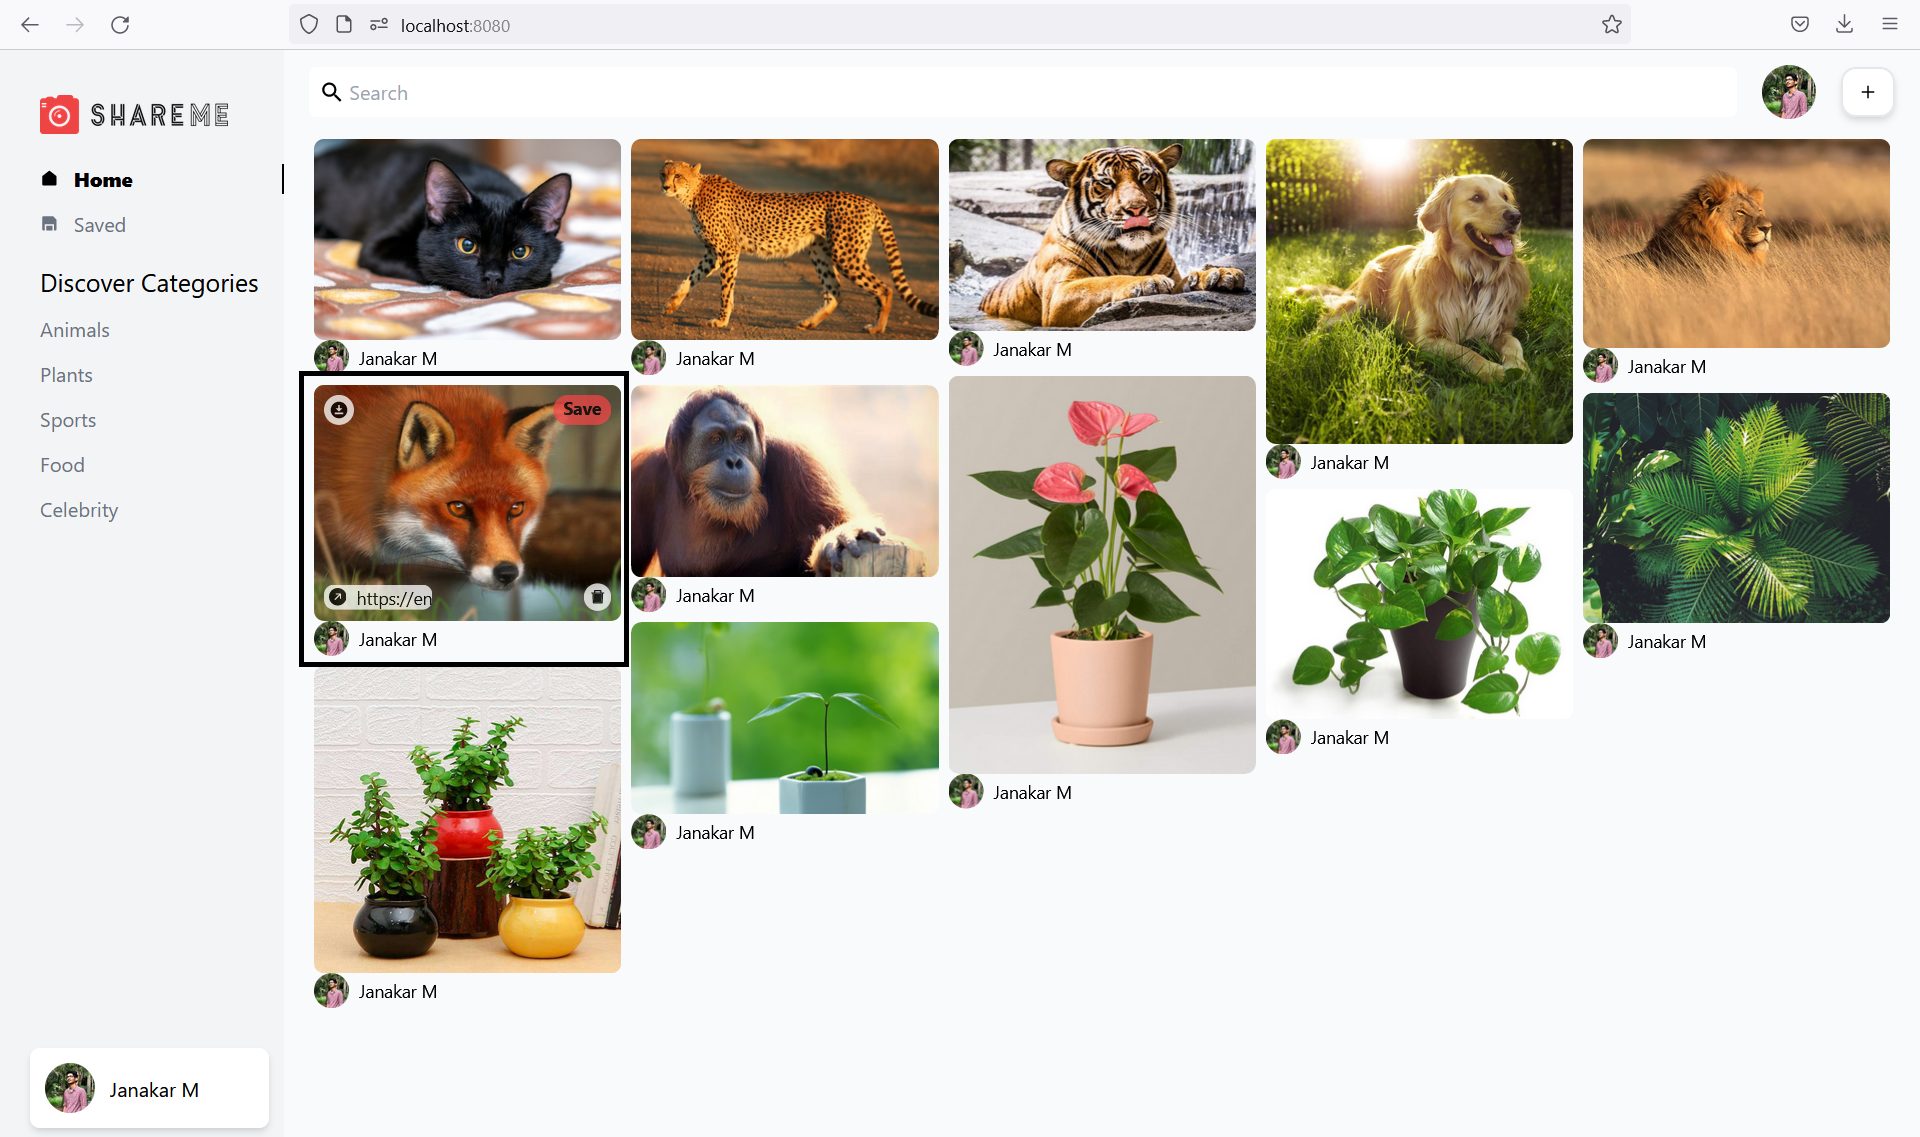 localhost:8080
SHAREME
Search
Home
Saved
Discover Categories
Animals
Plants
Sports
Food
Celebrity
Janakar M
Janakar M
Janakar M
Janakar M
Janakar M
Save
https://en
Janakar M
Janakar M
Janakar M
Janakar M
Janakar M
Janakar M
Janakar M
Janakar M